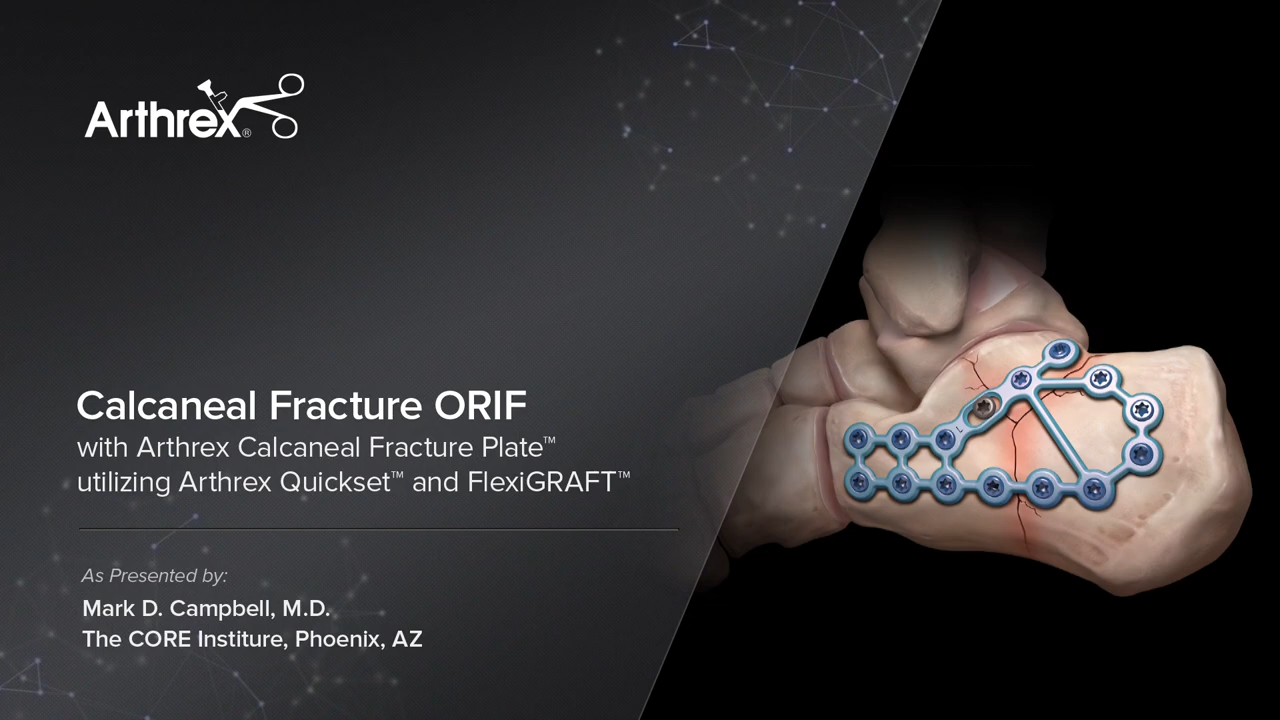 Arthrex®
Calcaneal Fracture ORIF
with Arthrex Calcaneal Fracture Plate™
utilizing Arthrex Quickset™ and FlexiGRAFT™
As Presented by:
Mark D. Campbell, M.D.
The CORE Institure, Phoenix, AZ
L